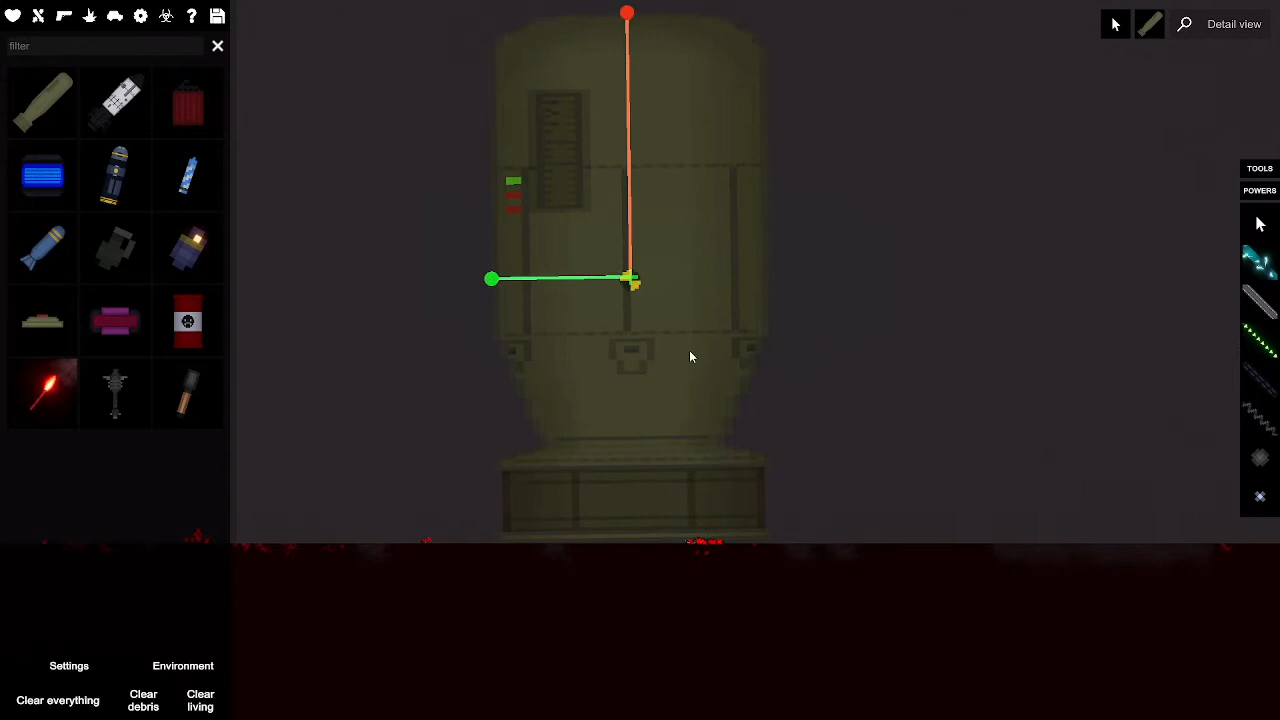 Detail view
filter
TOOLS
POWERS
Settings
Environment
Clear everything
Clear debris
Clear living